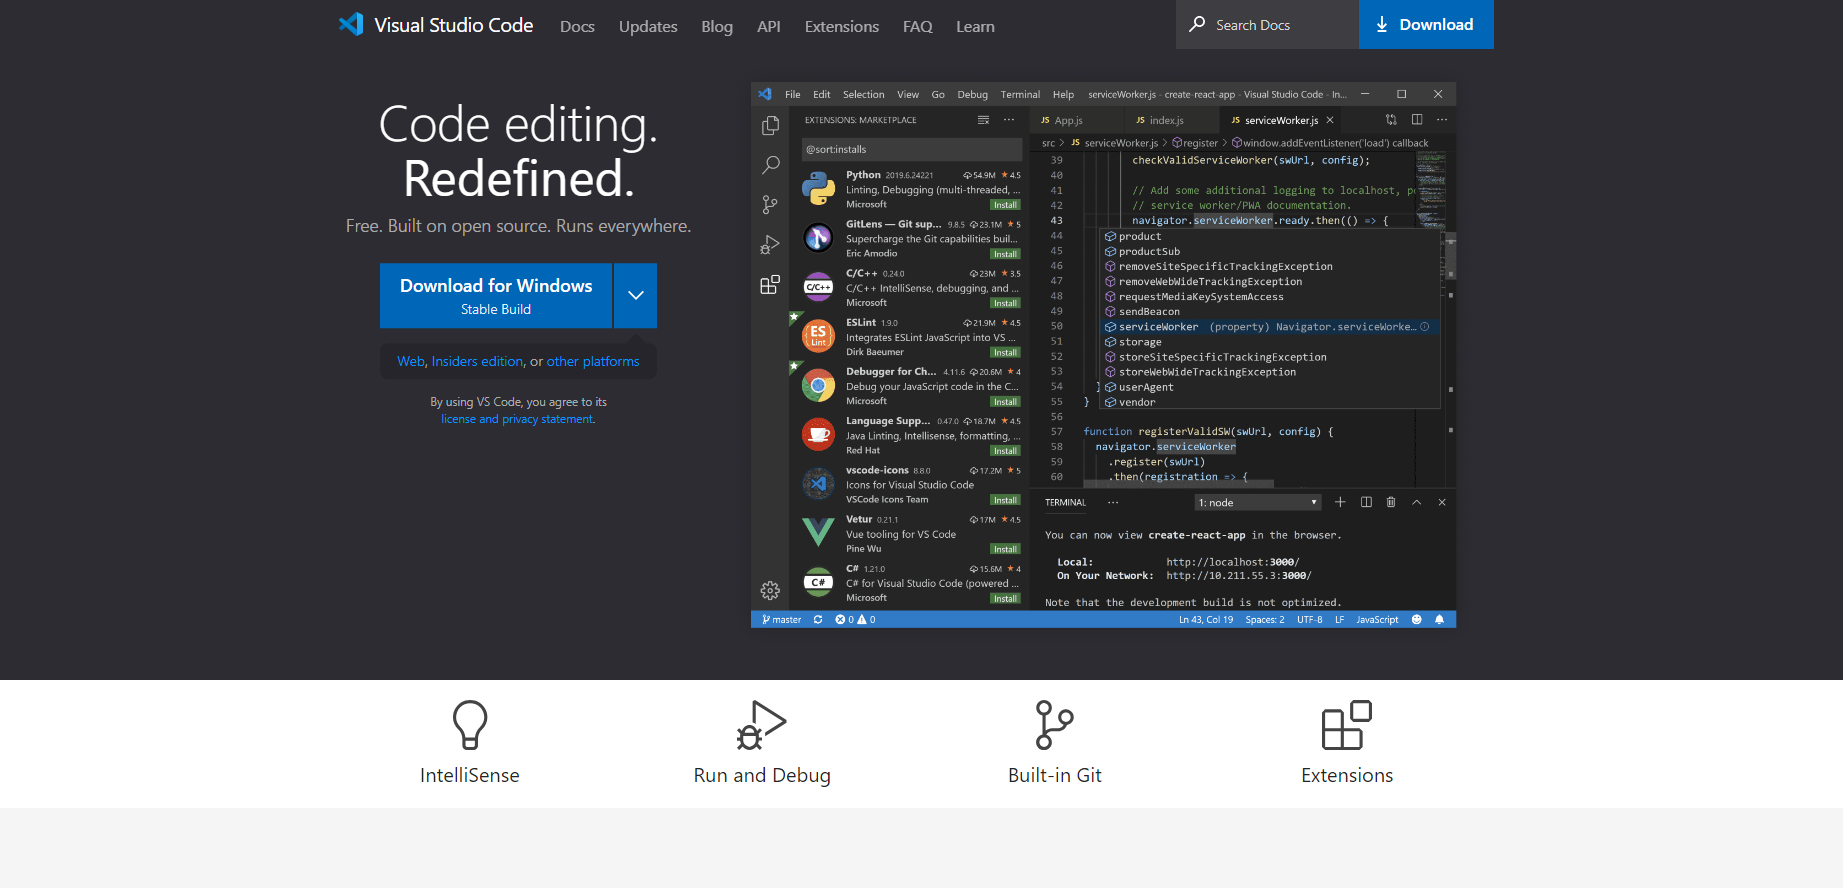 Visual Studio Code Docs Updates Blog API Extensions FAQ Learn Search Docs Download
Code editing.
Redefined.
Free. Built on open source. Runs everywhere.
Download for Windows
Stable Build
Web, Insiders edition, or other platforms
By using VS Code, you agree to its
license and privacy statement.
File Edit Selection View Go Debug Terminal Help serviceWorker.js - create-react-app - Visual Studio Code - In...
EXTENSIONS: MARKETPLACE
@sort:installs
Python 2019.6.24221 54.9M 4.5
Linting, Debugging (multi-threaded, ...
Microsoft Install
GitLens — Git sup... 9.8.5 23.1M 5
Supercharge the Git capabilities buil...
Eric Amodio Install
C/C++
C/C++ 0.24.0 23M 3.5
C/C++ IntelliSense, debugging, and ...
Microsoft Install
ES
Lint
ESLint 1.9.0 21.9M 4.5
Integrates ESLint JavaScript into VS ...
Dirk Baeumer Install
Debugger for Ch... 4.11.6 20.6M 4
Debug your JavaScript code in the C...
Microsoft Install
Language Supp... 0.47.0 18.7M 4.5
Java Linting, Intellisense, formatting, ...
Red Hat Install
vscode-icons 8.8.0 17.2M 5
Icons for Visual Studio Code
VSCode Icons Team Install
Vetur 0.21.1 17M 4.5
Vue tooling for VS Code
Pine Wu Install
C#
C# 1.21.0 15.6M 4
C# for Visual Studio Code (powered ...
Microsoft Install
JS App.js JS index.js JS serviceWorker.js
src > JS serviceWorker.js > register > window.addEventListener('load') callback
39 checkValidServiceWorker(swUrl, config);
40
41 // Add some additional logging to localhost, po
42 // service worker/PWA documentation.
43 navigator.serviceWorker.ready.then(() => {
44 product
45 productSub
46 removeSiteSpecificTrackingException
47 removeWebWideTrackingException
48 requestMediaKeySystemAccess
49 sendBeacon
50 serviceWorker (property) Navigator.serviceWorke...
51 storage
52 storeSiteSpecificTrackingException
53 storeWebWideTrackingException
54 } userAgent
55 } vendor
56
57 function registerValidSW(swUrl, config) {
58 navigator.serviceWorker
59 .register(swUrl)
60 .then(registration => {
TERMINAL ... 1: node
You can now view create-react-app in the browser.
Local: http://localhost:3000/
On Your Network: http://10.211.55.3:3000/
Note that the development build is not optimized.
master 0 0 Ln 43, Col 19 Spaces: 2 UTF-8 LF JavaScript
IntelliSense Run and Debug Built-in Git Extensions